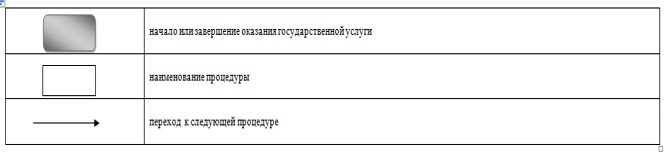 начало или завершение оказания государственной услуги
наименование процедуры
переход к следующей процедуре